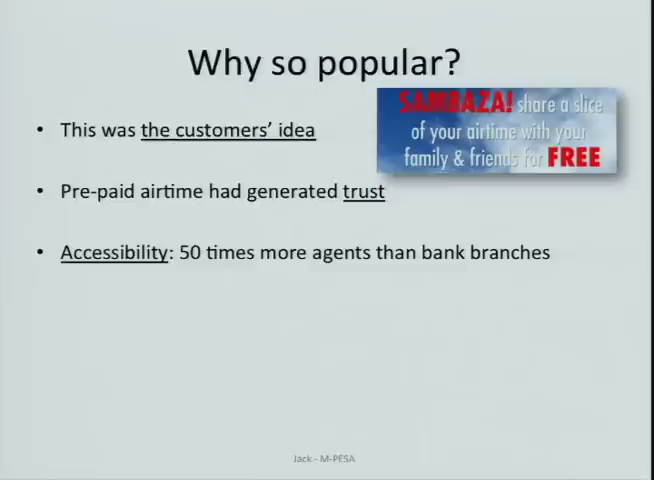 Why so popular?
SAMBAZA! share a slice
of your airtime with your
family & friends for FREE
• This was the customers' idea
• Pre-paid airtime had generated trust
• Accessibility: 50 times more agents than bank branches
Jack - M-PESA